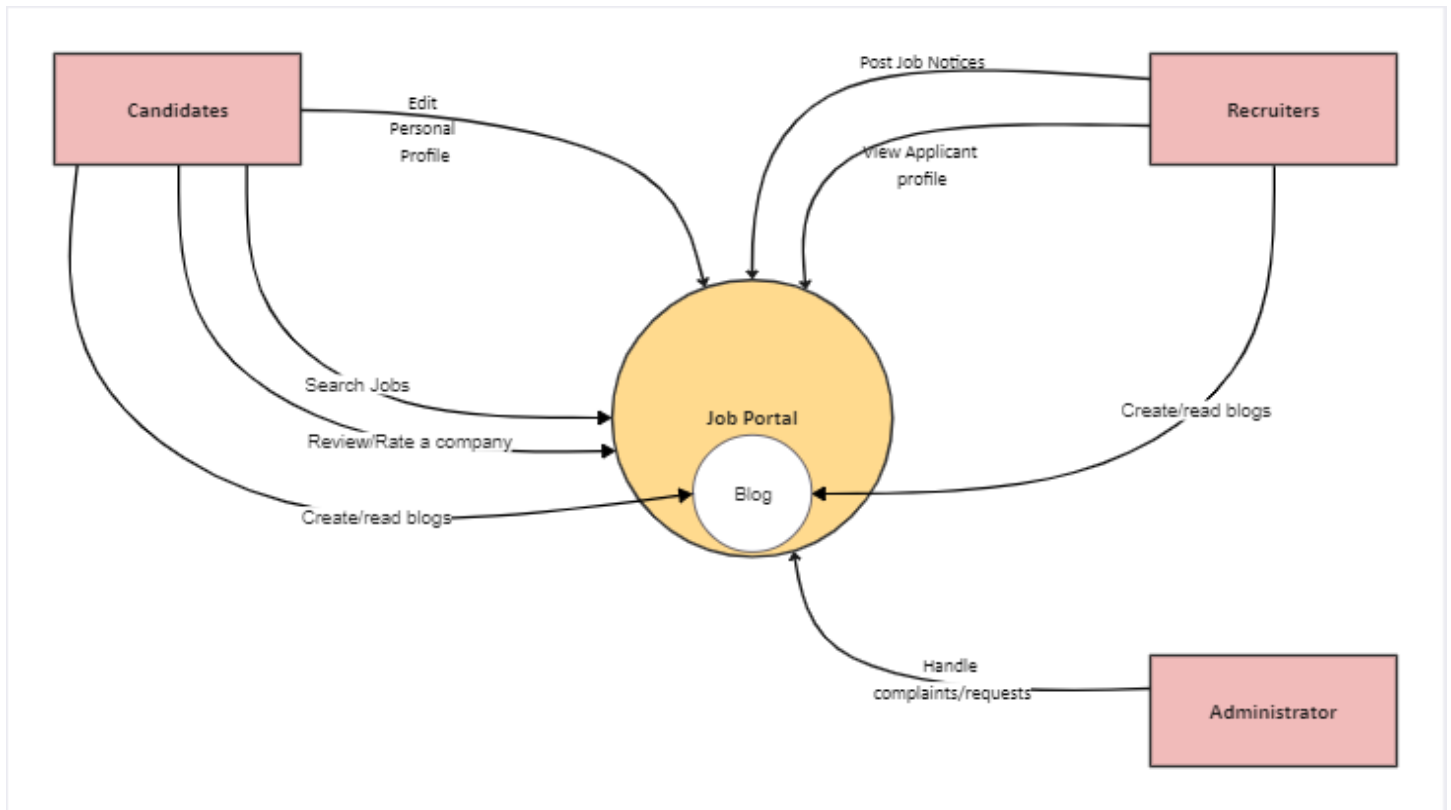 Candidates
Edit
Personal
Profile
Post Job Notices
View Applicant
profile
Recruiters
Search Jobs
Review/Rate a company
Create/read blogs
Job Portal
Blog
Create/read blogs
Handle
complaints/requests
Administrator